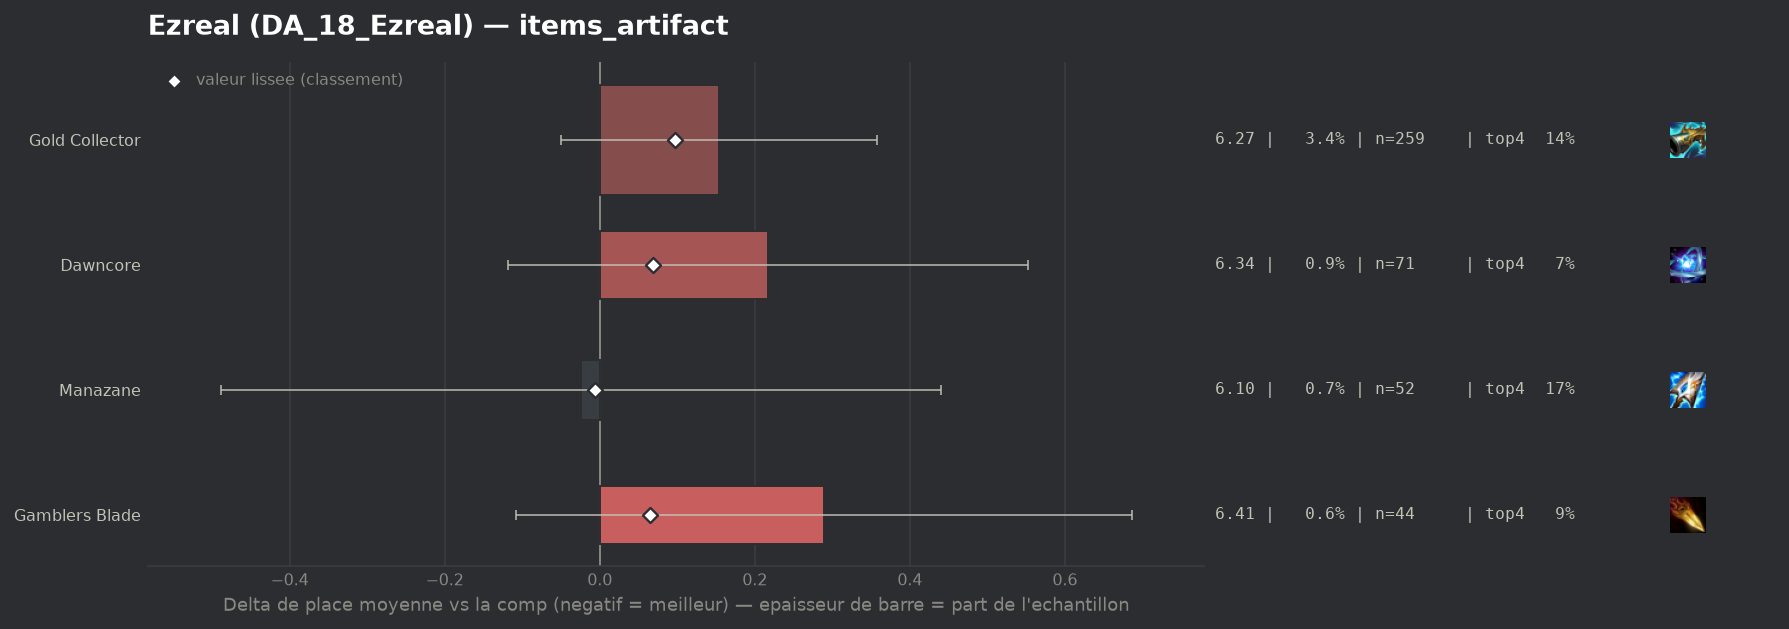 Ezreal (DA_18_Ezreal) — items_artifact
valeur lissee (classement)
Gold Collector 6.27 | 3.4% | n=259 | top4 14%
Dawncore 6.34 | 0.9% | n=71 | top4 7%
Manazane 6.10 | 0.7% | n=52 | top4 17%
Gamblers Blade 6.41 | 0.6% | n=44 | top4 9%
−0.4 −0.2 0.0 0.2 0.4 0.6
Delta de place moyenne vs la comp (negatif = meilleur) — epaisseur de barre = part de l'echantillon